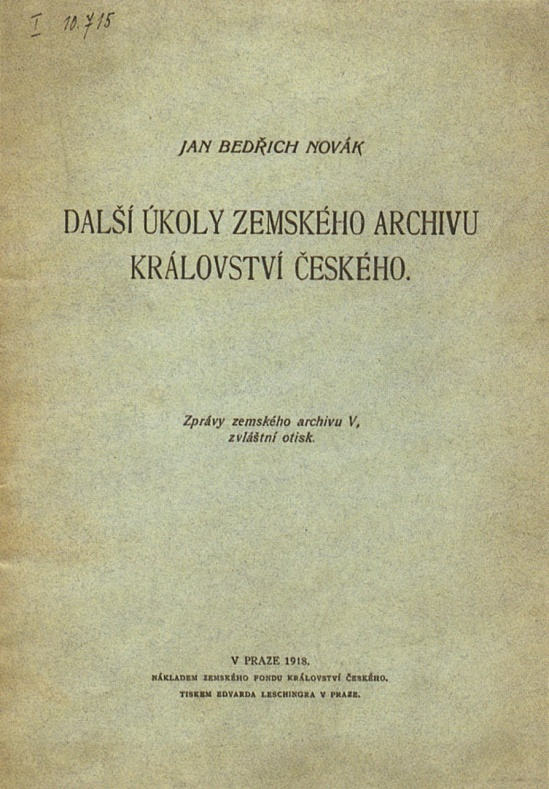 I 10.715
JAN BEDŘICH NOVÁK
DALŠÍ ÚKOLY ZEMSKÉHO ARCHIVU
KRÁLOVSTVÍ ČESKÉHO.
Zprávy zemského archivu V,
zvláštní otisk.
V PRAZE 1918.
NÁKLADEM ZEMSKÉHO FONDU KRÁLOVSTVÍ ČESKÉHO.
TISKEM EDVARDA LESCHINGRA V PRAZE.